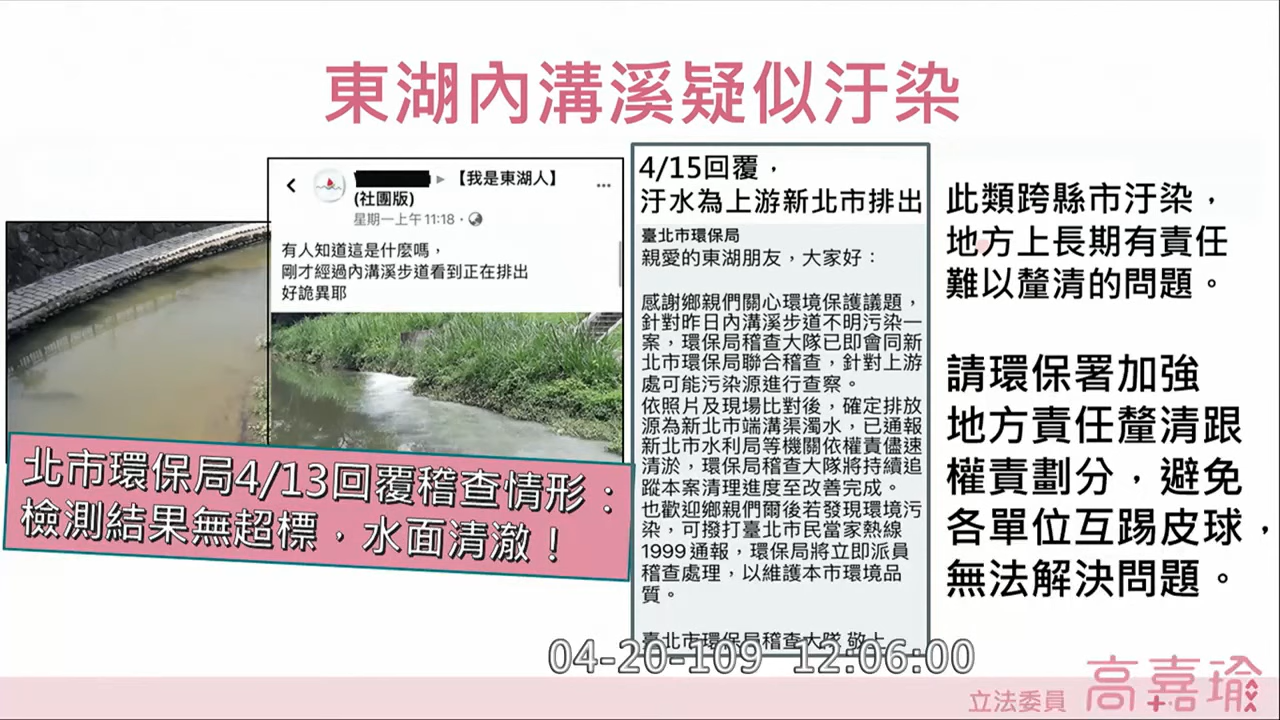 東湖內溝溪疑似汙染
【我是東湖人】
(社團版)
星期一上午11:18・
有人知道這是什麼嗎，
剛才經過內溝溪步道看到正在排出
好詭異耶
北市環保局4/13回覆稽查情形：
檢測結果無超標，水面清澈！
4/15回覆，
汙水為上游新北市排出
臺北市環保局
親愛的東湖朋友，大家好：
感謝鄉親們關心環境保護議題，
針對昨日內溝溪步道不明污染一
案，環保局稽查大隊已即會同新
北市環保局聯合稽查，針對上游
處可能污染源進行查察。
依照片及現場比對後，確定排放
源為新北市端溝渠濁水，已通報
新北市水利局等機關依權責儘速
清淤，環保局稽查大隊將持續追
蹤本案清理進度至改善完成。
也歡迎鄉親們爾後若發現環境污
染，可撥打臺北市民當家熱線
1999通報，環保局將立即派員
稽查處理，以維護本市環境品
質。
臺北市環保局稽查大隊 敬上
此類跨縣市汙染，
地方上長期有責任
難以釐清的問題。
請環保署加強
地方責任釐清跟
權責劃分，避免
各單位互踢皮球，
無法解決問題。
04-20-109 12:06:00
立法委員 高嘉瑜